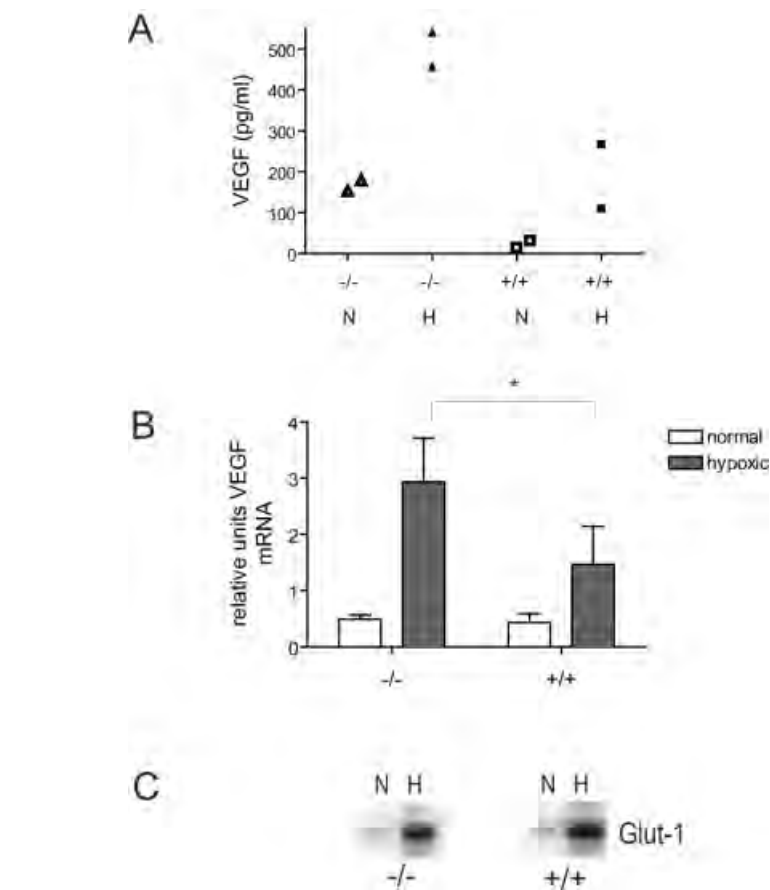 A
VEGF (pg/ml)
500
400
300
200
100
0
-/- -/- +/+ +/+
N H N H
*
B
relative units VEGF
mRNA
4
3
2
1
0
normal
hypoxic
-/- +/+
C
N H N H
Glut-1
-/- +/+